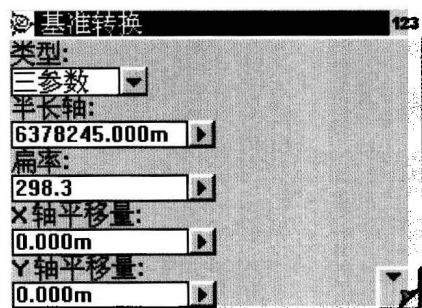 基准转换 123
类型:
三参数
半长轴:
6378245.000m
扁率:
298.3
X轴平移量:
0.000m
Y轴平移量:
0.000m